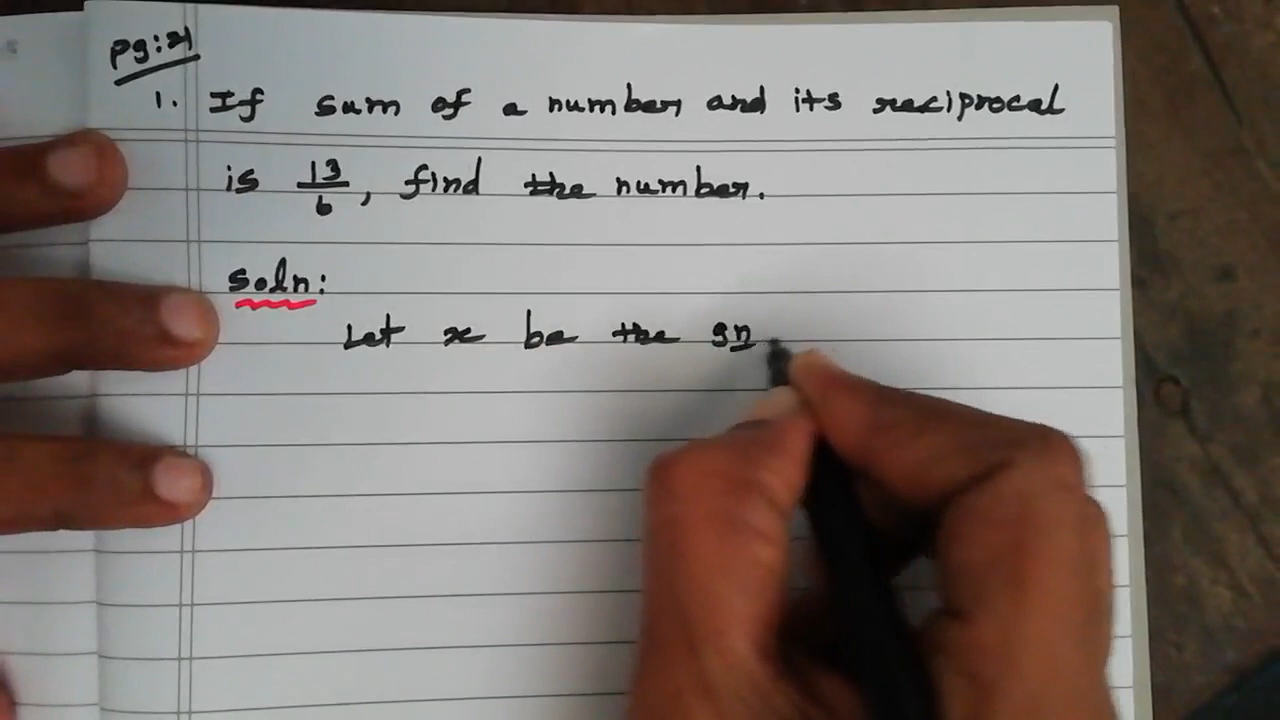 Pg:21
1. If sum of a number and its reciprocal
is 13/6, find the number.
Soln:
Let x be the gn